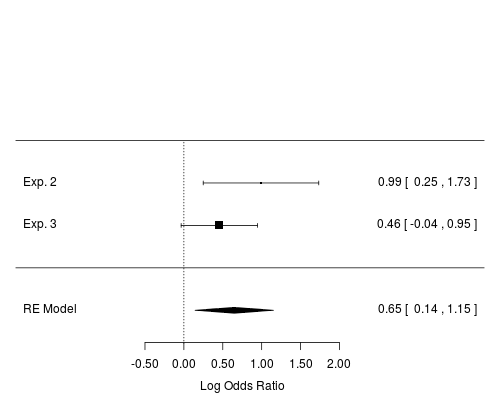 Exp. 2 0.99 [ 0.25 , 1.73 ]
Exp. 3 0.46 [ -0.04 , 0.95 ]
RE Model 0.65 [ 0.14 , 1.15 ]
-0.50 0.00 0.50 1.00 1.50 2.00
Log Odds Ratio